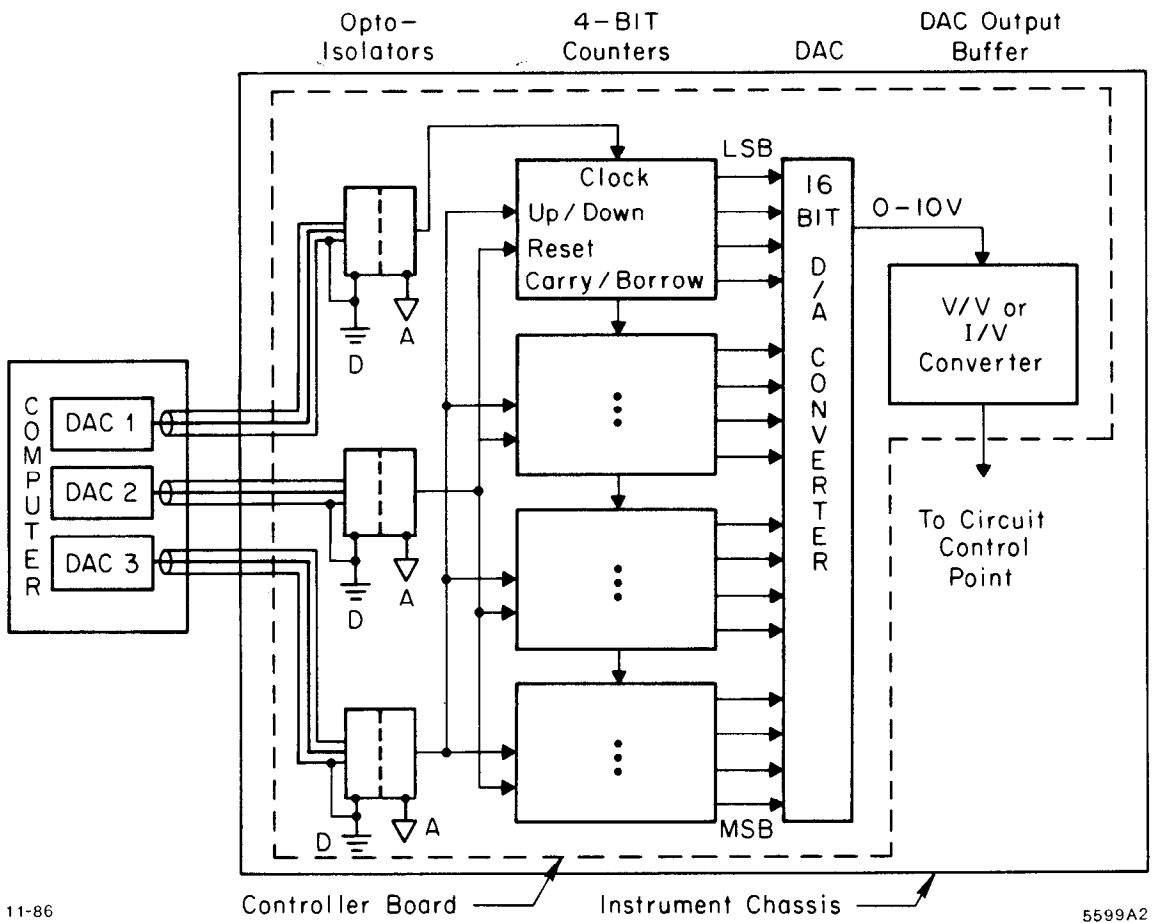 Opto-
Isolators
4-BIT
Counters
DAC
DAC Output
Buffer
LSB
Clock
Up / Down
Reset
Carry / Borrow
16
BIT
D/A
CONVERTER
0-10V
V/V or
I/V
Converter
D
A
COMPUTER
DAC 1
DAC 2
DAC 3
D
A
To Circuit
Control
Point
D
A
MSB
Controller Board
Instrument Chassis
11-86
5599A2